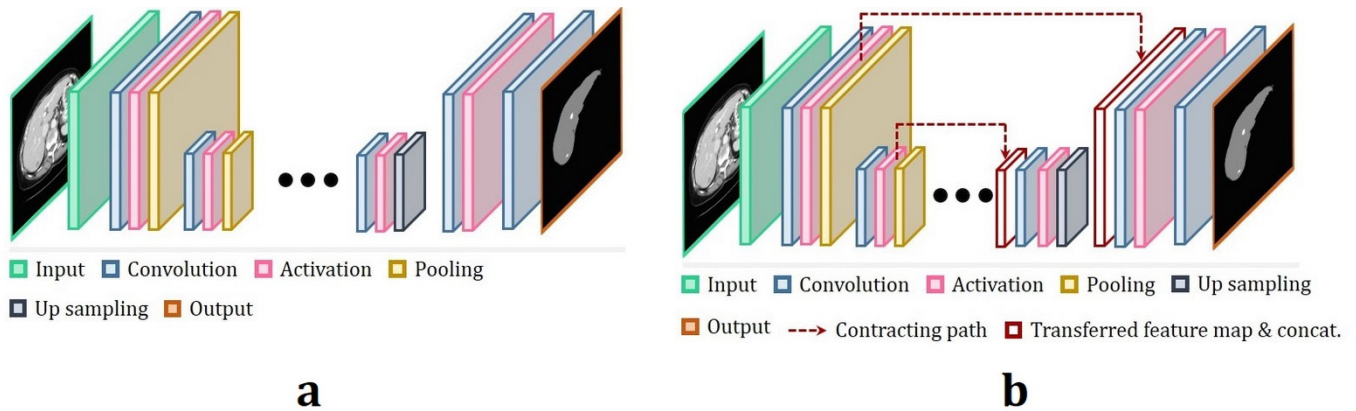 Input Convolution Activation Pooling
Up sampling Output
a
Input Convolution Activation Pooling Up sampling
Output Contracting path Transferred feature map & concat.
b